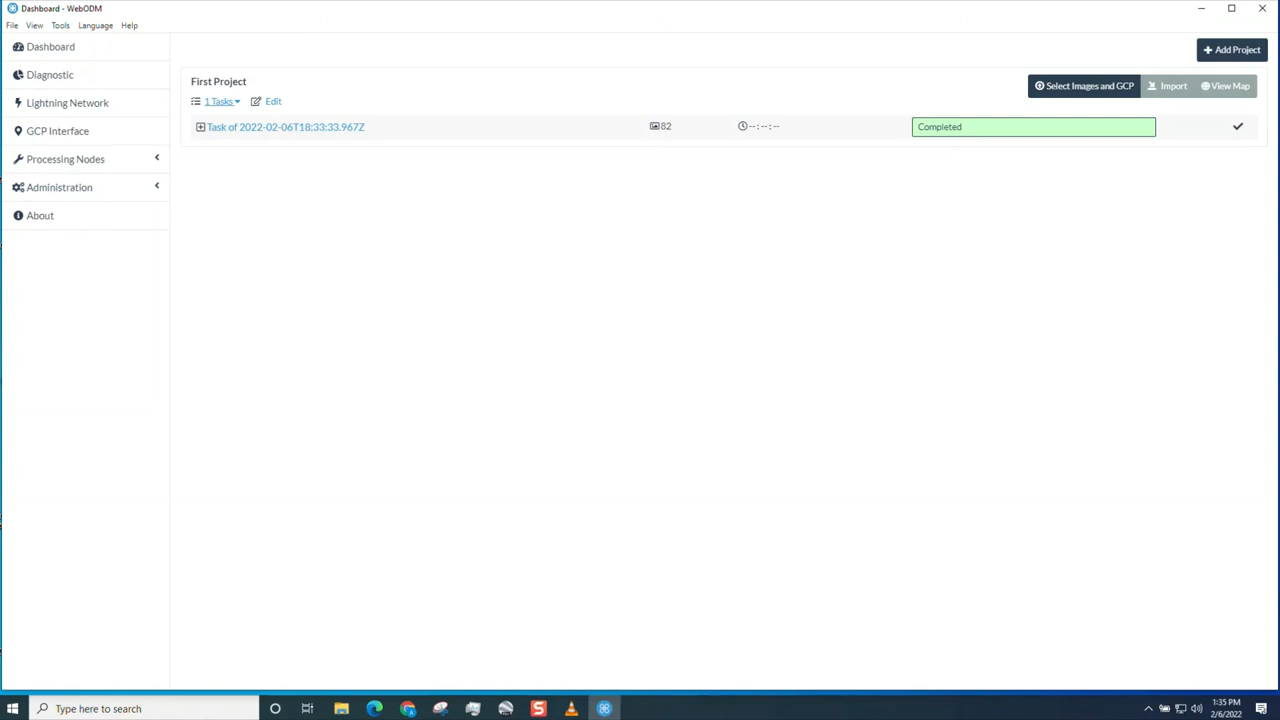 Dashboard - WebODM
File View Tools Language Help
Dashboard
Diagnostic
Lightning Network
GCP Interface
Processing Nodes
Administration
About
Add Project
First Project
Select Images and GCP Import View Map
1 Tasks Edit
Task of 2022-02-06T18:33:33.967Z 82 --:--:-- Completed
Type here to search
1:35 PM
2/6/2022